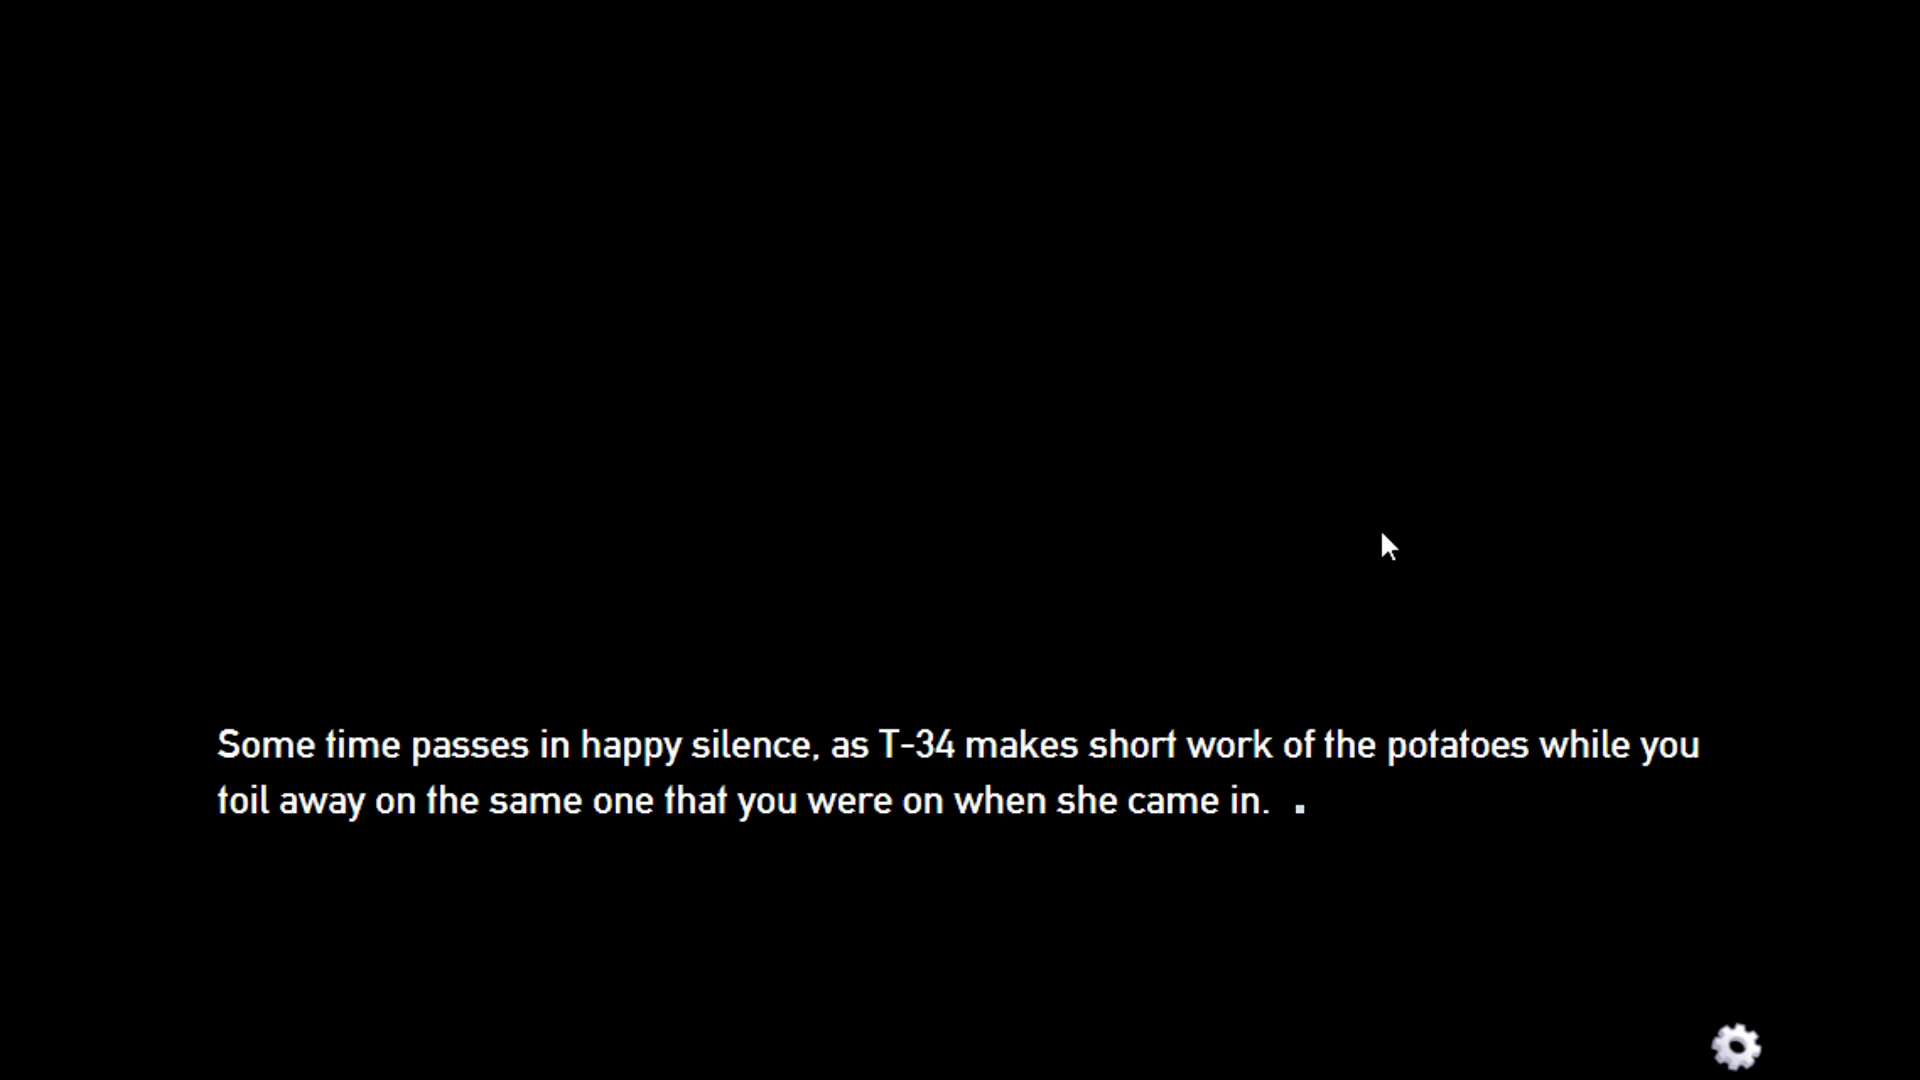 Some time passes in happy silence, as T-34 makes short work of the potatoes while you
toil away on the same one that you were on when she came in.